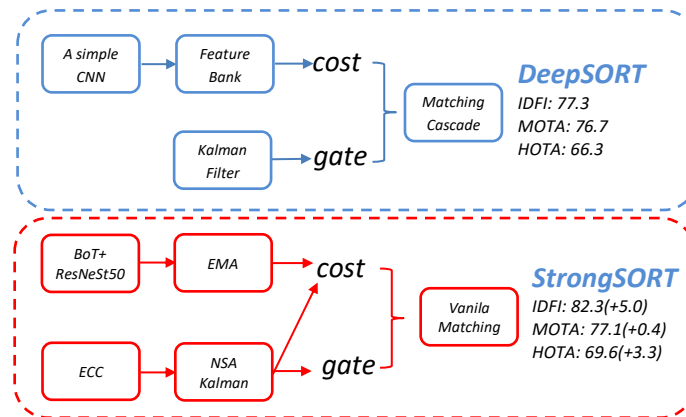 A simple
CNN
Feature
Bank
cost
Kalman
Filter
gate
Matching
Cascade
DeepSORT
IDFI: 77.3
MOTA: 76.7
HOTA: 66.3
BoT+
ResNeSt50
EMA
cost
ECC
NSA
Kalman
gate
Vanila
Matching
StrongSORT
IDFI: 82.3(+5.0)
MOTA: 77.1(+0.4)
HOTA: 69.6(+3.3)